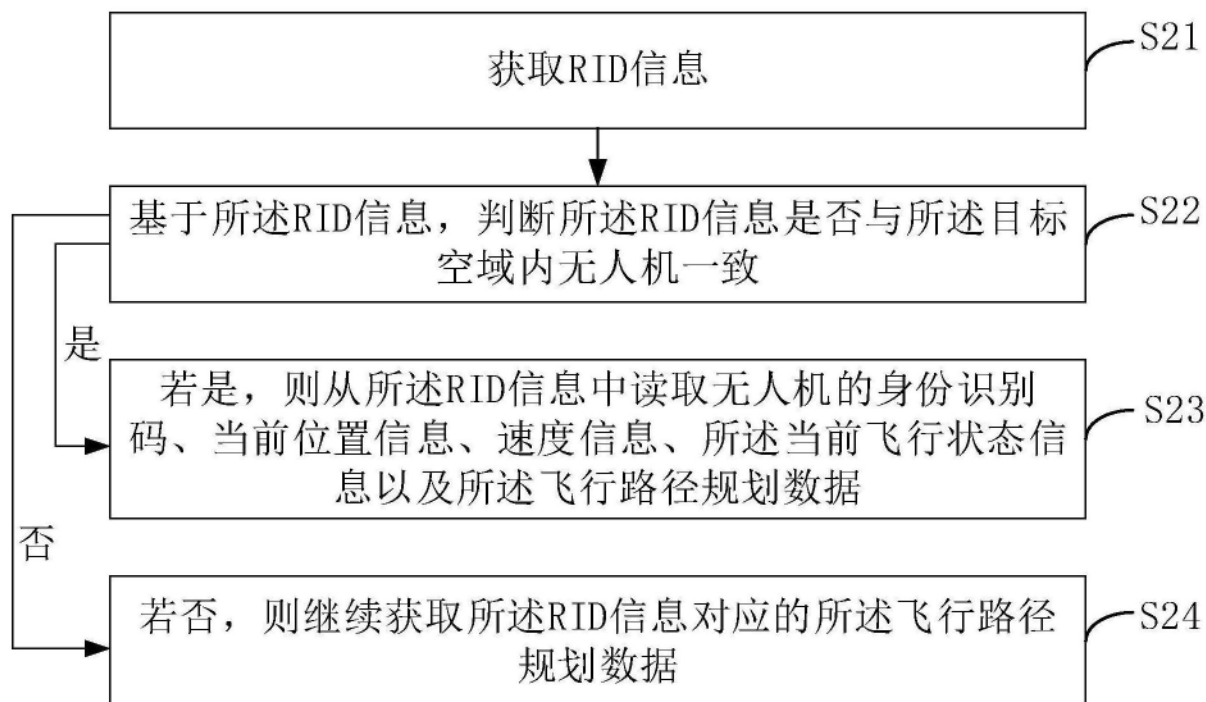 获取RID信息
S21
基于所述RID信息，判断所述RID信息是否与所述目标
空域内无人机一致
S22
是
若是，则从所述RID信息中读取无人机的身份识别
码、当前位置信息、速度信息、所述当前飞行状态信
息以及所述飞行路径规划数据
S23
否
若否，则继续获取所述RID信息对应的所述飞行路径
规划数据
S24